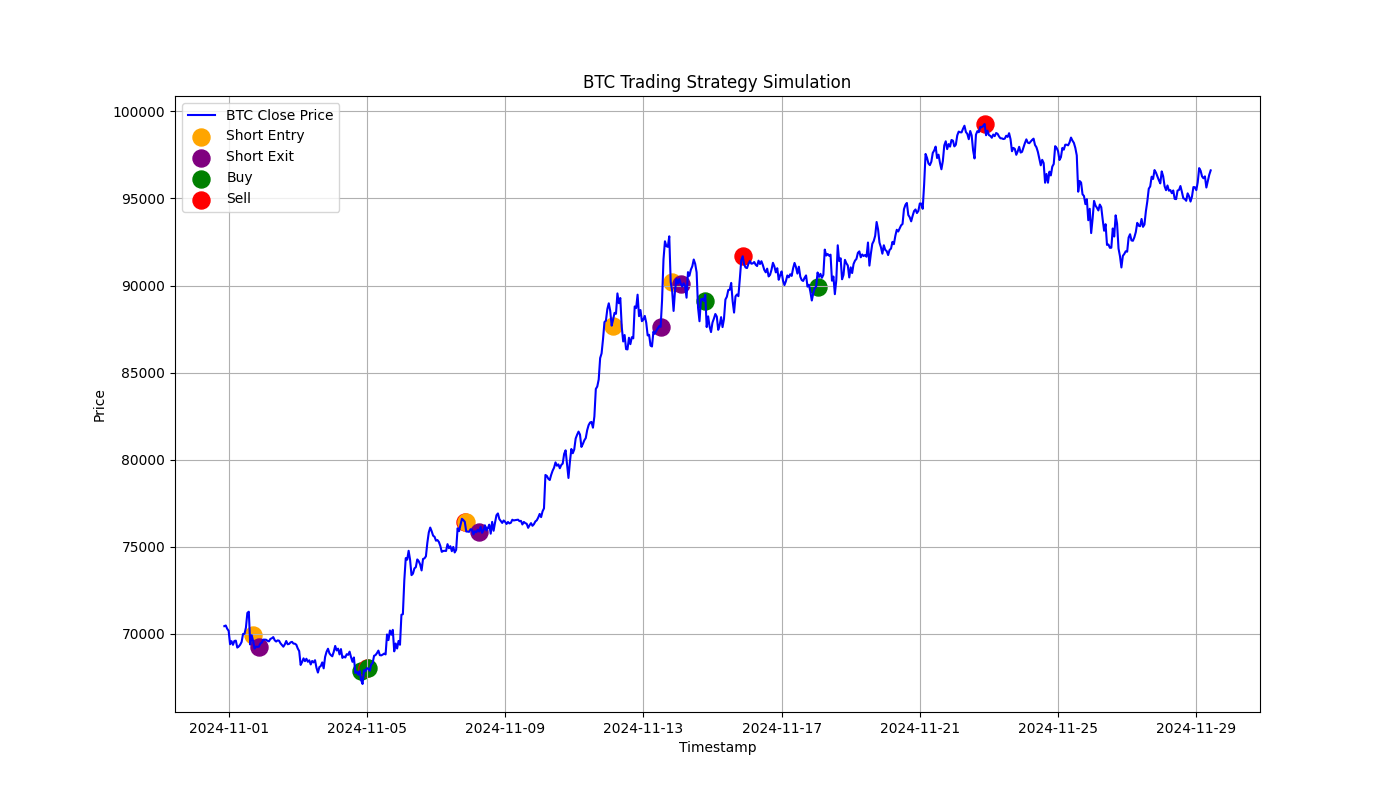 BTC Trading Strategy Simulation
BTC Close Price
Short Entry
Short Exit
Buy
Sell
100000
95000
90000
85000
80000
75000
70000
Price
2024-11-01 2024-11-05 2024-11-09 2024-11-13 2024-11-17 2024-11-21 2024-11-25 2024-11-29
Timestamp